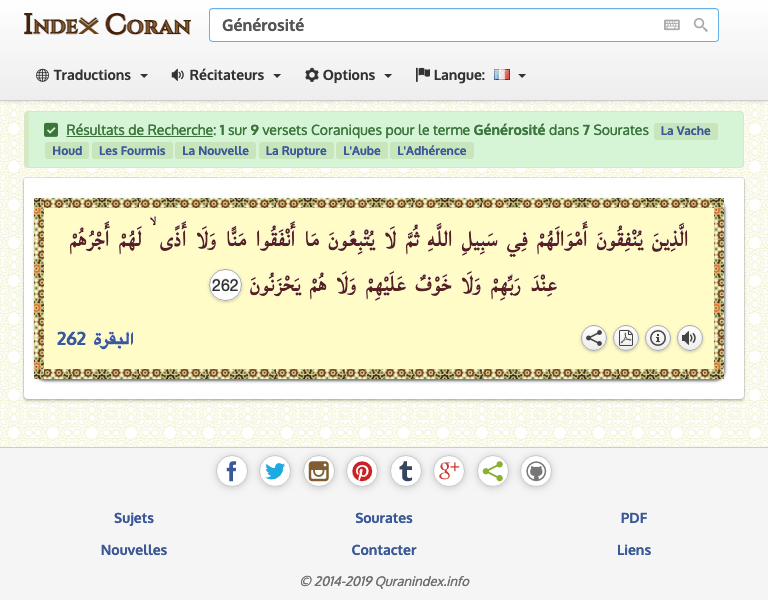 Index Coran
Générosité
Traductions Récitateurs Options Langue:
Résultats de Recherche: 1 sur 9 versets Coraniques pour le terme Générosité dans 7 Sourates La Vache
Houd Les Fourmis La Nouvelle La Rupture L'Aube L'Adhérence
الَّذِينَ يُنْفِقُونَ أَمْوَالَهُمْ فِي سَبِيلِ اللَّهِ ثُمَّ لَا يُتْبِعُونَ مَا أَنْفَقُوا مَنًّا وَلَا أَذًى ۙ لَهُمْ أَجْرُهُمْ
عِنْدَ رَبِّهِمْ وَلَا خَوْفٌ عَلَيْهِمْ وَلَا هُمْ يَحْزَنُونَ 262
البقرة 262
Sujets Sourates PDF
Nouvelles Contacter Liens
© 2014-2019 Quranindex.info